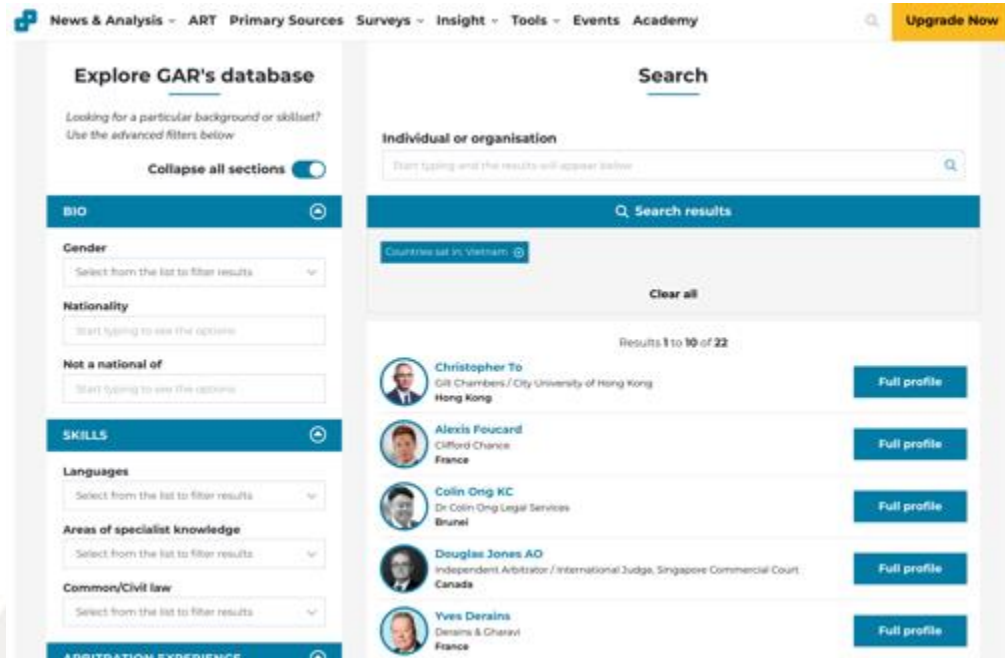 News & Analysis ART Primary Sources Surveys Insight Tools Events Academy Upgrade Now
Explore GAR's database
Looking for a particular background or skillset?
Use the advanced filters below
Collapse all sections
BIO
Gender
Select from the list to filter results
Nationality
Start typing to see the options
Not a national of
Start typing to see the options
SKILLS
Languages
Select from the list to filter results
Areas of specialist knowledge
Select from the list to filter results
Common/Civil law
Select from the list to filter results
ARBITRATION EXPERIENCE
Search
Individual or organisation
Start typing and the results will appear below
Search results
Countries sat in: Vietnam
Clear all
Results 1 to 10 of 22
Christopher To
Gilt Chambers / City University of Hong Kong
Hong Kong
Full profile
Alexis Foucard
Clifford Chance
France
Full profile
Colin Ong KC
Dr Colin Ong Legal Services
Brunei
Full profile
Douglas Jones AO
Independent Arbitrator / International Judge, Singapore Commercial Court
Canada
Full profile
Yves Derains
Derains & Gharavi
France
Full profile